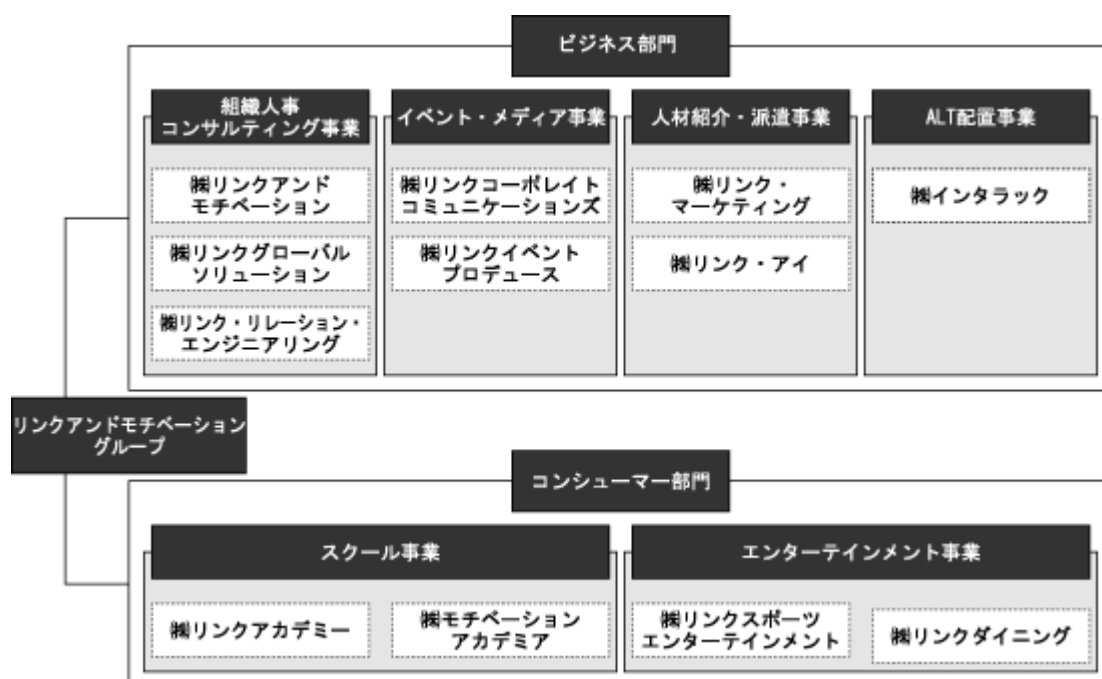 ビジネス部門
組織人事
コンサルティング事業
㈱リンクアンド
モチベーション
㈱リンクグローバル
ソリューション
㈱リンク・リレーション・
エンジニアリング
イベント・メディア事業
㈱リンクコーポレイト
コミュニケーションズ
㈱リンクイベント
プロデュース
人材紹介・派遣事業
㈱リンク・
マーケティング
㈱リンク・アイ
ALT配置事業
㈱インタラック
リンクアンドモチベーション
グループ
コンシューマー部門
スクール事業
㈱リンクアカデミー
㈱モチベーション
アカデミア
エンターテインメント事業
㈱リンクスポーツ
エンターテインメント
㈱リンクダイニング